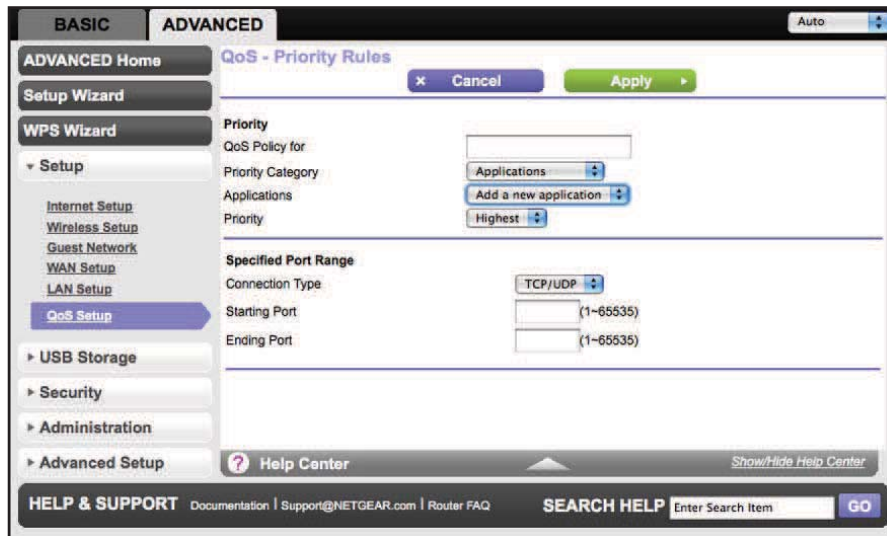 BASIC
ADVANCED
Auto
ADVANCED Home
Setup Wizard
WPS Wizard
Setup
Internet Setup
Wireless Setup
Guest Network
WAN Setup
LAN Setup
QoS Setup
USB Storage
Security
Administration
Advanced Setup
QoS - Priority Rules
x Cancel
Apply
Priority
QoS Policy for
Priority Category Applications
Applications Add a new application
Priority Highest
Specified Port Range
Connection Type TCP/UDP
Starting Port (1~65535)
Ending Port (1~65535)
? Help Center
Show/Hide Help Center
HELP & SUPPORT Documentation | Support@NETGEAR.com | Router FAQ
SEARCH HELP Enter Search Item GO